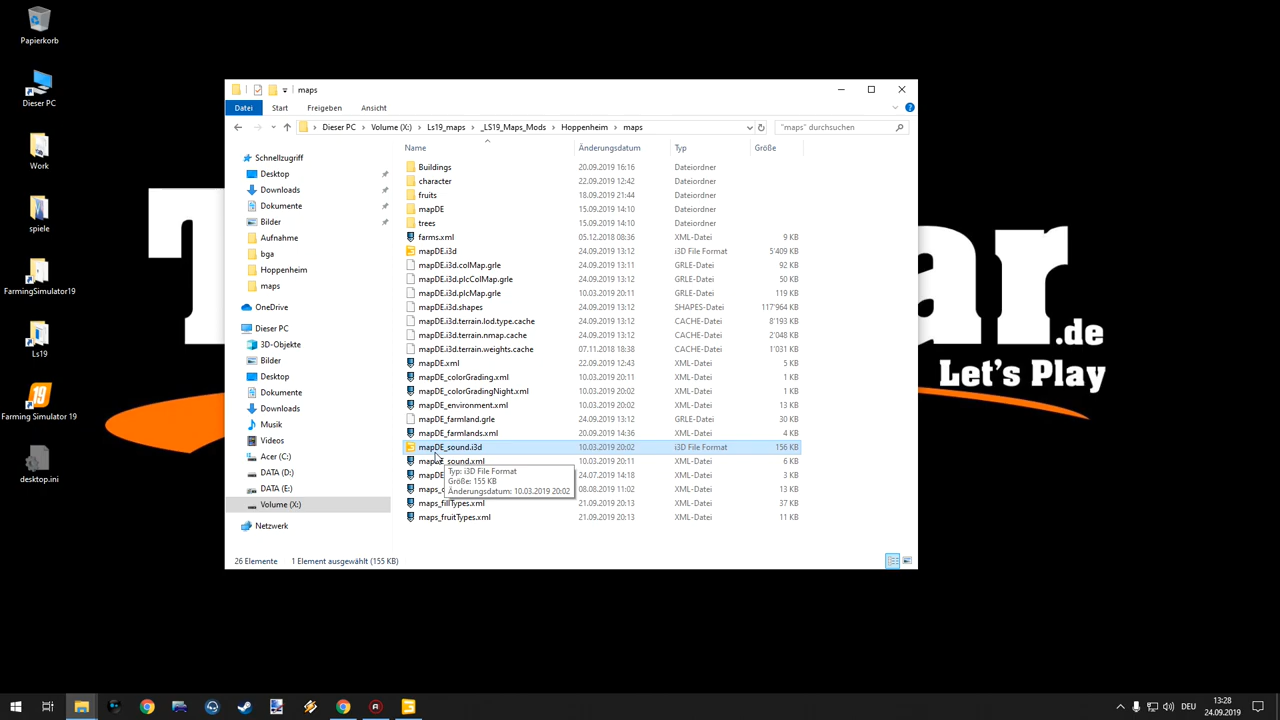 Papierkorb
Dieser PC
Work
spiele
FarmingSimulator19
Ls19
Farming Simulator 19
desktop.ini
T
ar
.de
Let's Play
maps
Datei Start Freigeben Ansicht
Dieser PC › Volume (X:) › Ls19_maps › _LS19_Maps_Mods › Hoppenheim › maps
"maps" durchsuchen
Schnellzugriff
Desktop
Downloads
Dokumente
Bilder
Aufnahme
bga
Hoppenheim
maps
OneDrive
Dieser PC
3D-Objekte
Bilder
Desktop
Dokumente
Downloads
Musik
Videos
Acer (C:)
DATA (D:)
DATA (E:)
Volume (X:)
Netzwerk
Name Änderungsdatum Typ Größe
Buildings 20.09.2019 16:16 Dateiordner
character 22.09.2019 12:42 Dateiordner
fruits 18.09.2019 21:44 Dateiordner
mapDE 15.09.2019 14:10 Dateiordner
trees 15.09.2019 14:10 Dateiordner
farms.xml 05.12.2018 08:36 XML-Datei 9 KB
mapDE.i3d 24.09.2019 13:12 i3D File Format 5'409 KB
mapDE.i3d.colMap.grle 24.09.2019 13:11 GRLE-Datei 92 KB
mapDE.i3d.plcColMap.grle 24.09.2019 13:12 GRLE-Datei 50 KB
mapDE.i3d.plcMap.grle 10.03.2019 20:11 GRLE-Datei 119 KB
mapDE.i3d.shapes 24.09.2019 13:12 SHAPES-Datei 117'964 KB
mapDE.i3d.terrain.lod.type.cache 24.09.2019 13:12 CACHE-Datei 8'193 KB
mapDE.i3d.terrain.nmap.cache 24.09.2019 13:12 CACHE-Datei 2'048 KB
mapDE.i3d.terrain.weights.cache 07.11.2018 18:38 CACHE-Datei 1'031 KB
mapDE.xml 22.09.2019 12:43 XML-Datei 5 KB
mapDE_colorGrading.xml 10.03.2019 20:11 XML-Datei 1 KB
mapDE_colorGradingNight.xml 10.03.2019 20:02 XML-Datei 1 KB
mapDE_environment.xml 10.03.2019 20:02 XML-Datei 13 KB
mapDE_farmland.grle 24.09.2019 13:12 GRLE-Datei 30 KB
mapDE_farmlands.xml 20.09.2019 14:36 XML-Datei 4 KB
mapDE_sound.i3d 10.03.2019 20:02 i3D File Format 156 KB
mapDE_sound.xml 10.03.2019 20:11 XML-Datei 6 KB
mapDE 24.07.2019 14:18 XML-Datei 3 KB
maps_ 08.08.2019 11:02 XML-Datei 13 KB
maps_fillTypes.xml 21.09.2019 20:13 XML-Datei 37 KB
maps_fruitTypes.xml 21.09.2019 20:13 XML-Datei 11 KB
Typ: i3D File Format
Größe: 155 KB
Änderungsdatum: 10.03.2019 20:02
26 Elemente 1 Element ausgewählt (155 KB)
DEU
13:28
24.09.2019